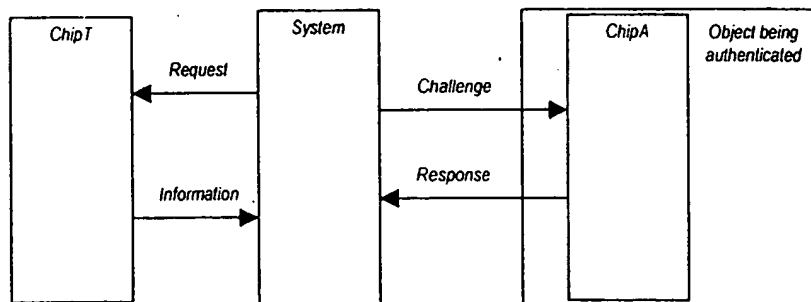 ChipT
System
ChipA
Object being
authenticated
Request
Challenge
Response
Information